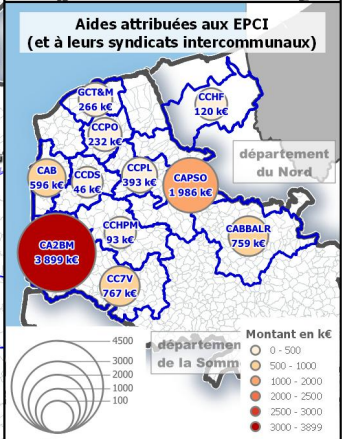 Aides attribuées aux EPCI
(et à leurs syndicats intercommunaux)
GCT&M
266 k€
CCHF
120 k€
CCPO
232 k€
département
du Nord
CAB
596 k€
CCDS
46 k€
CCPL
393 k€
CAPSO
1 986 k€
CCHPM
93 k€
CABBALR
759 k€
CA2BM
3 899 k€
CC7V
767 k€
département
de la Somm
4500
3000
2000
1000
100
Montant en k€
0 - 500
500 - 1000
1000 - 2000
2000 - 2500
2500 - 3000
3000 - 3899